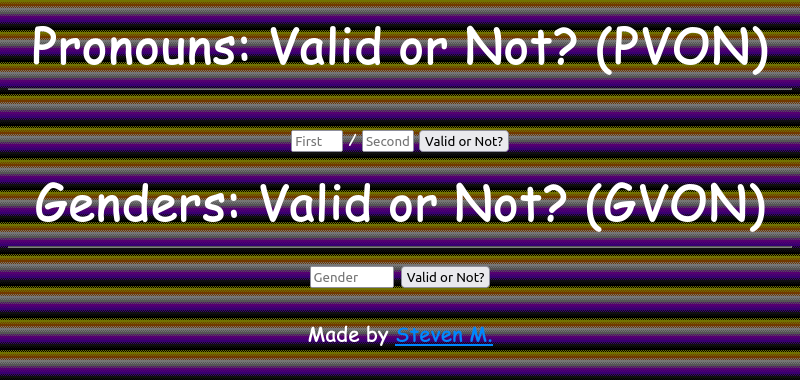 Pronouns: Valid or Not? (PVON)
First / Second Valid or Not?
Genders: Valid or Not? (GVON)
Gender Valid or Not?
Made by Steven M.